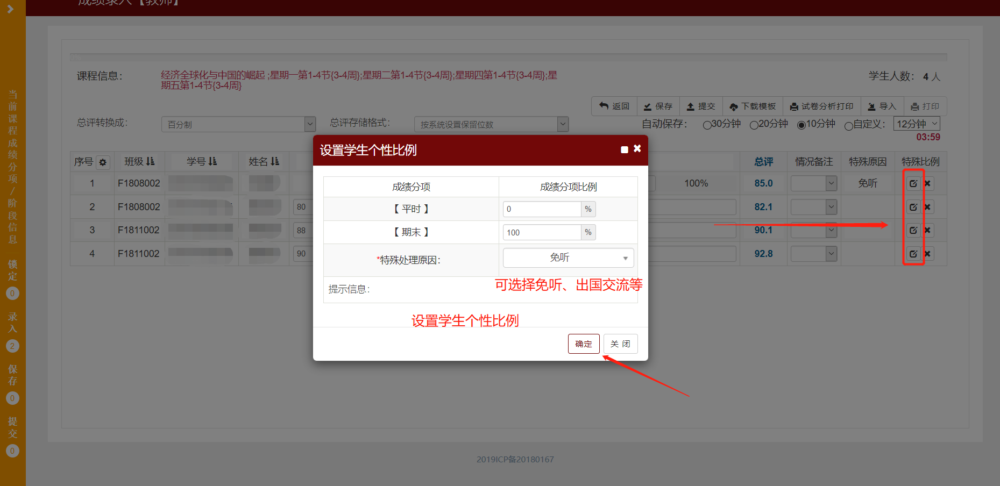 成绩录入【教师】
课程信息：
经济全球化与中国的崛起 ;星期一第1-4节{3-4周};星期二第1-4节{3-4周};星期四第1-4节{3-4周};星
期五第1-4节{3-4周}
学生人数： 4 人
返回 保存 提交 下载模板 试卷分析打印 导入 打印
总评转换成： 百分制 总评存储格式： 按系统设置保留位数
自动保存： 30分钟 20分钟 10分钟 自定义： 12分钟
03:59
序号 班级 学号 姓名 总评 情况备注 特殊原因 特殊比例
1 F1808002 100% 85.0 免听
2 F1808002 80 82.1
3 F1811002 88 90.1
4 F1811002 90 92.8
设置学生个性比例
成绩分项 成绩分项比例
【 平时 】 0 %
【 期末 】 100 %
*特殊处理原因： 免听
可选择免听、出国交流等
提示信息：
设置学生个性比例
确定 关 闭
当前课程成绩分项/阶段信息
锁定
0
录入
2
保存
0
提交
0
2019ICP备20180167